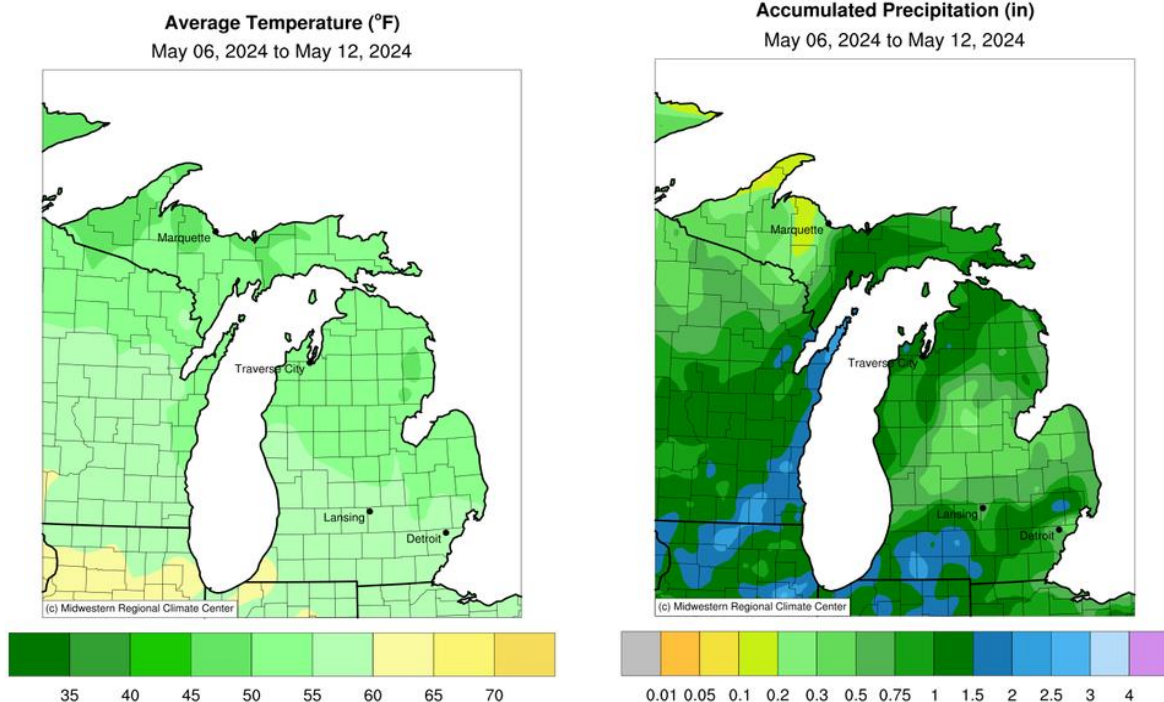 Average Temperature (°F)
May 06, 2024 to May 12, 2024
Marquette
Traverse City
Lansing
Detroit
(c) Midwestern Regional Climate Center
35 40 45 50 55 60 65 70
Accumulated Precipitation (in)
May 06, 2024 to May 12, 2024
Marquette
Traverse City
Lansing
Detroit
(c) Midwestern Regional Climate Center
0.01 0.05 0.1 0.2 0.3 0.5 0.75 1 1.5 2 2.5 3 4